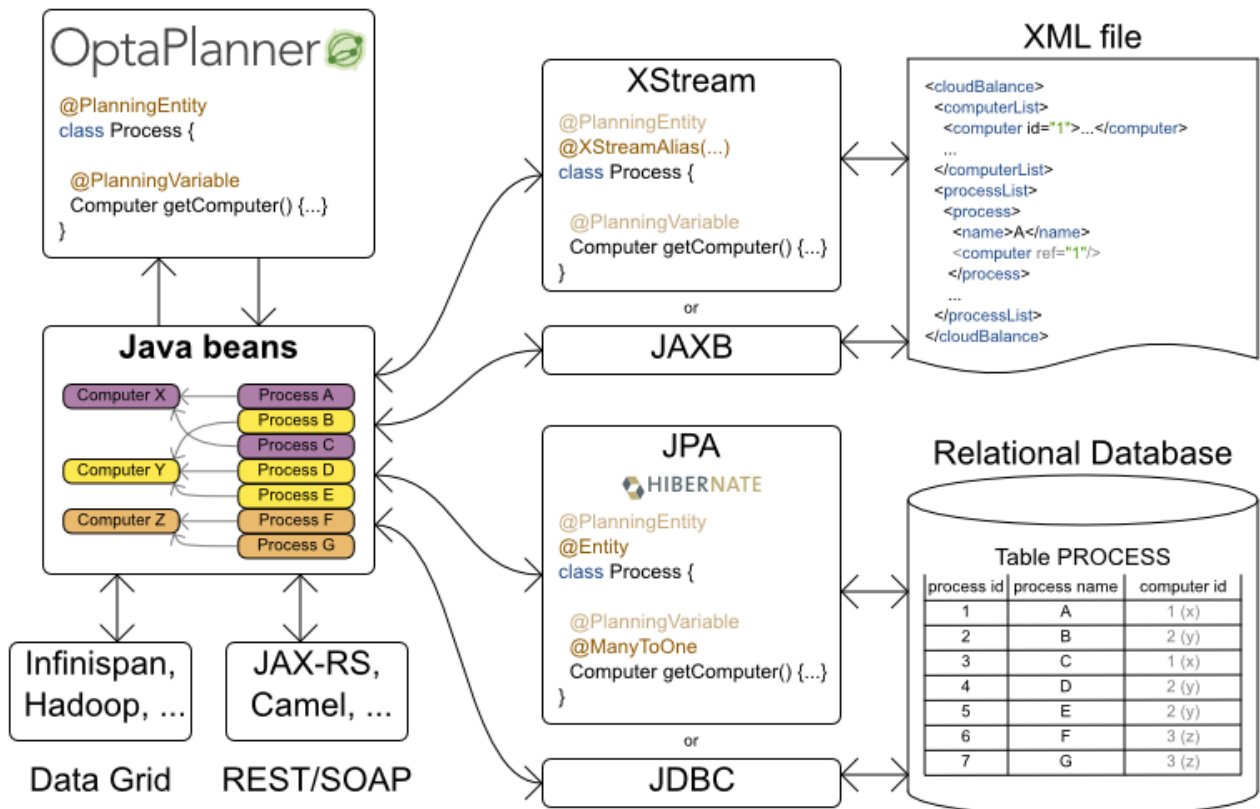 OptaPlanner
@PlanningEntity
class Process {
@PlanningVariable
Computer getComputer() {...}
}
Java beans
Computer X
Computer Y
Computer Z
Process A
Process B
Process C
Process D
Process E
Process F
Process G
Infinispan,
Hadoop, ...
Data Grid
JAX-RS,
Camel, ...
REST/SOAP
XStream
@PlanningEntity
@XStreamAlias(...)
class Process {
@PlanningVariable
Computer getComputer() {...}
}
or
JAXB
XML file
<cloudBalance>
<computerList>
<computer id="1">...</computer>
...
</computerList>
<processList>
<process>
<name>A</name>
<computer ref="1"/>
</process>
...
</processList>
</cloudBalance>
JPA
HIBERNATE
@PlanningEntity
@Entity
class Process {
@PlanningVariable
@ManyToOne
Computer getComputer() {...}
}
or
JDBC
Relational Database
Table PROCESS
process id process name computer id
1 A 1 (x)
2 B 2 (y)
3 C 1 (x)
4 D 2 (y)
5 E 2 (y)
6 F 3 (z)
7 G 3 (z)